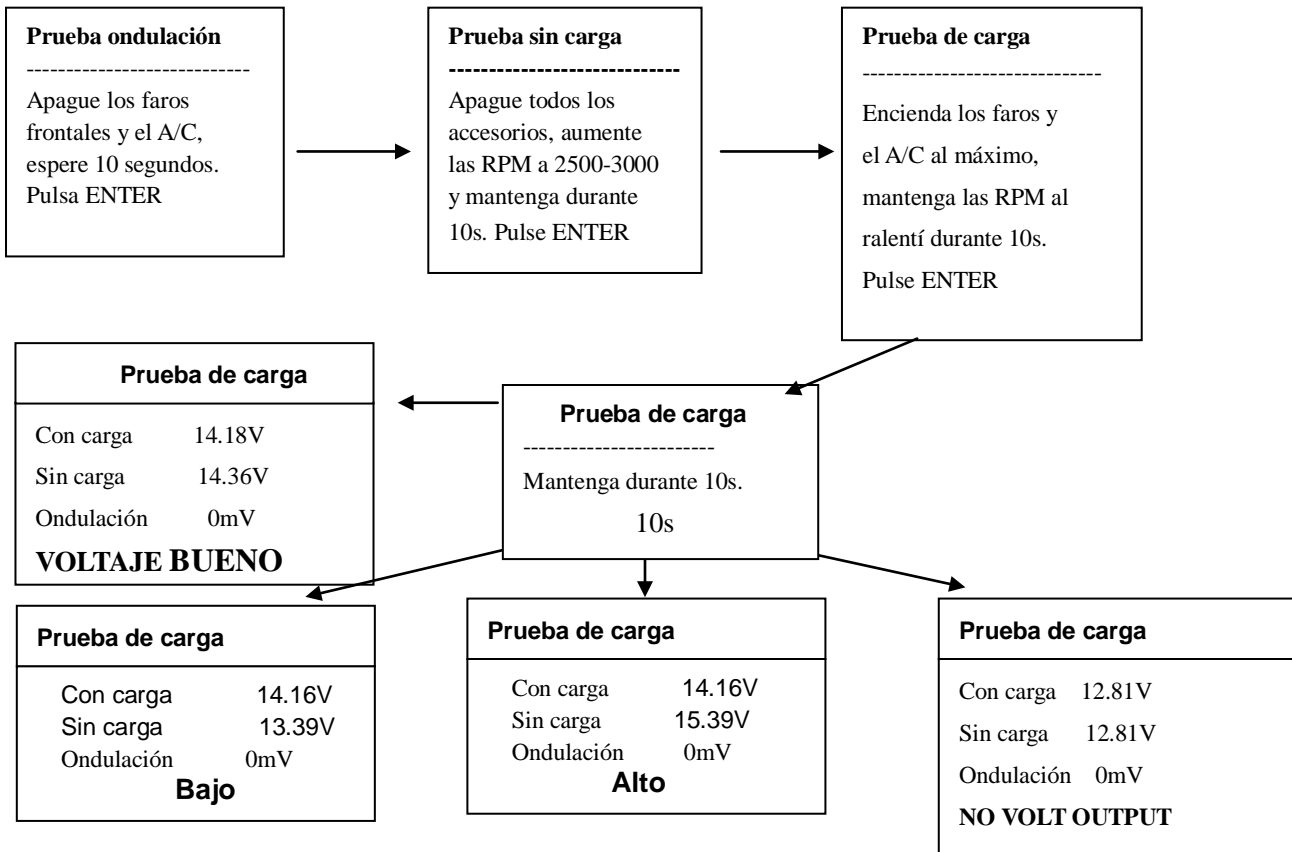 Prueba ondulación
----------------------------
Apague los faros
frontales y el A/C,
espere 10 segundos.
Pulsa ENTER
Prueba sin carga
-----------------------------
Apague todos los
accesorios, aumente
las RPM a 2500-3000
y mantenga durante
10s. Pulse ENTER
Prueba de carga
------------------------------
Encienda los faros y
el A/C al máximo,
mantenga las RPM al
ralentí durante 10s.
Pulse ENTER
Prueba de carga
Con carga 14.18V
Sin carga 14.36V
Ondulación 0mV
VOLTAJE BUENO
Prueba de carga
------------------------
Mantenga durante 10s.
10s
Prueba de carga
Con carga 14.16V
Sin carga 13.39V
Ondulación 0mV
Bajo
Prueba de carga
Con carga 14.16V
Sin carga 15.39V
Ondulación 0mV
Alto
Prueba de carga
Con carga 12.81V
Sin carga 12.81V
Ondulación 0mV
NO VOLT OUTPUT